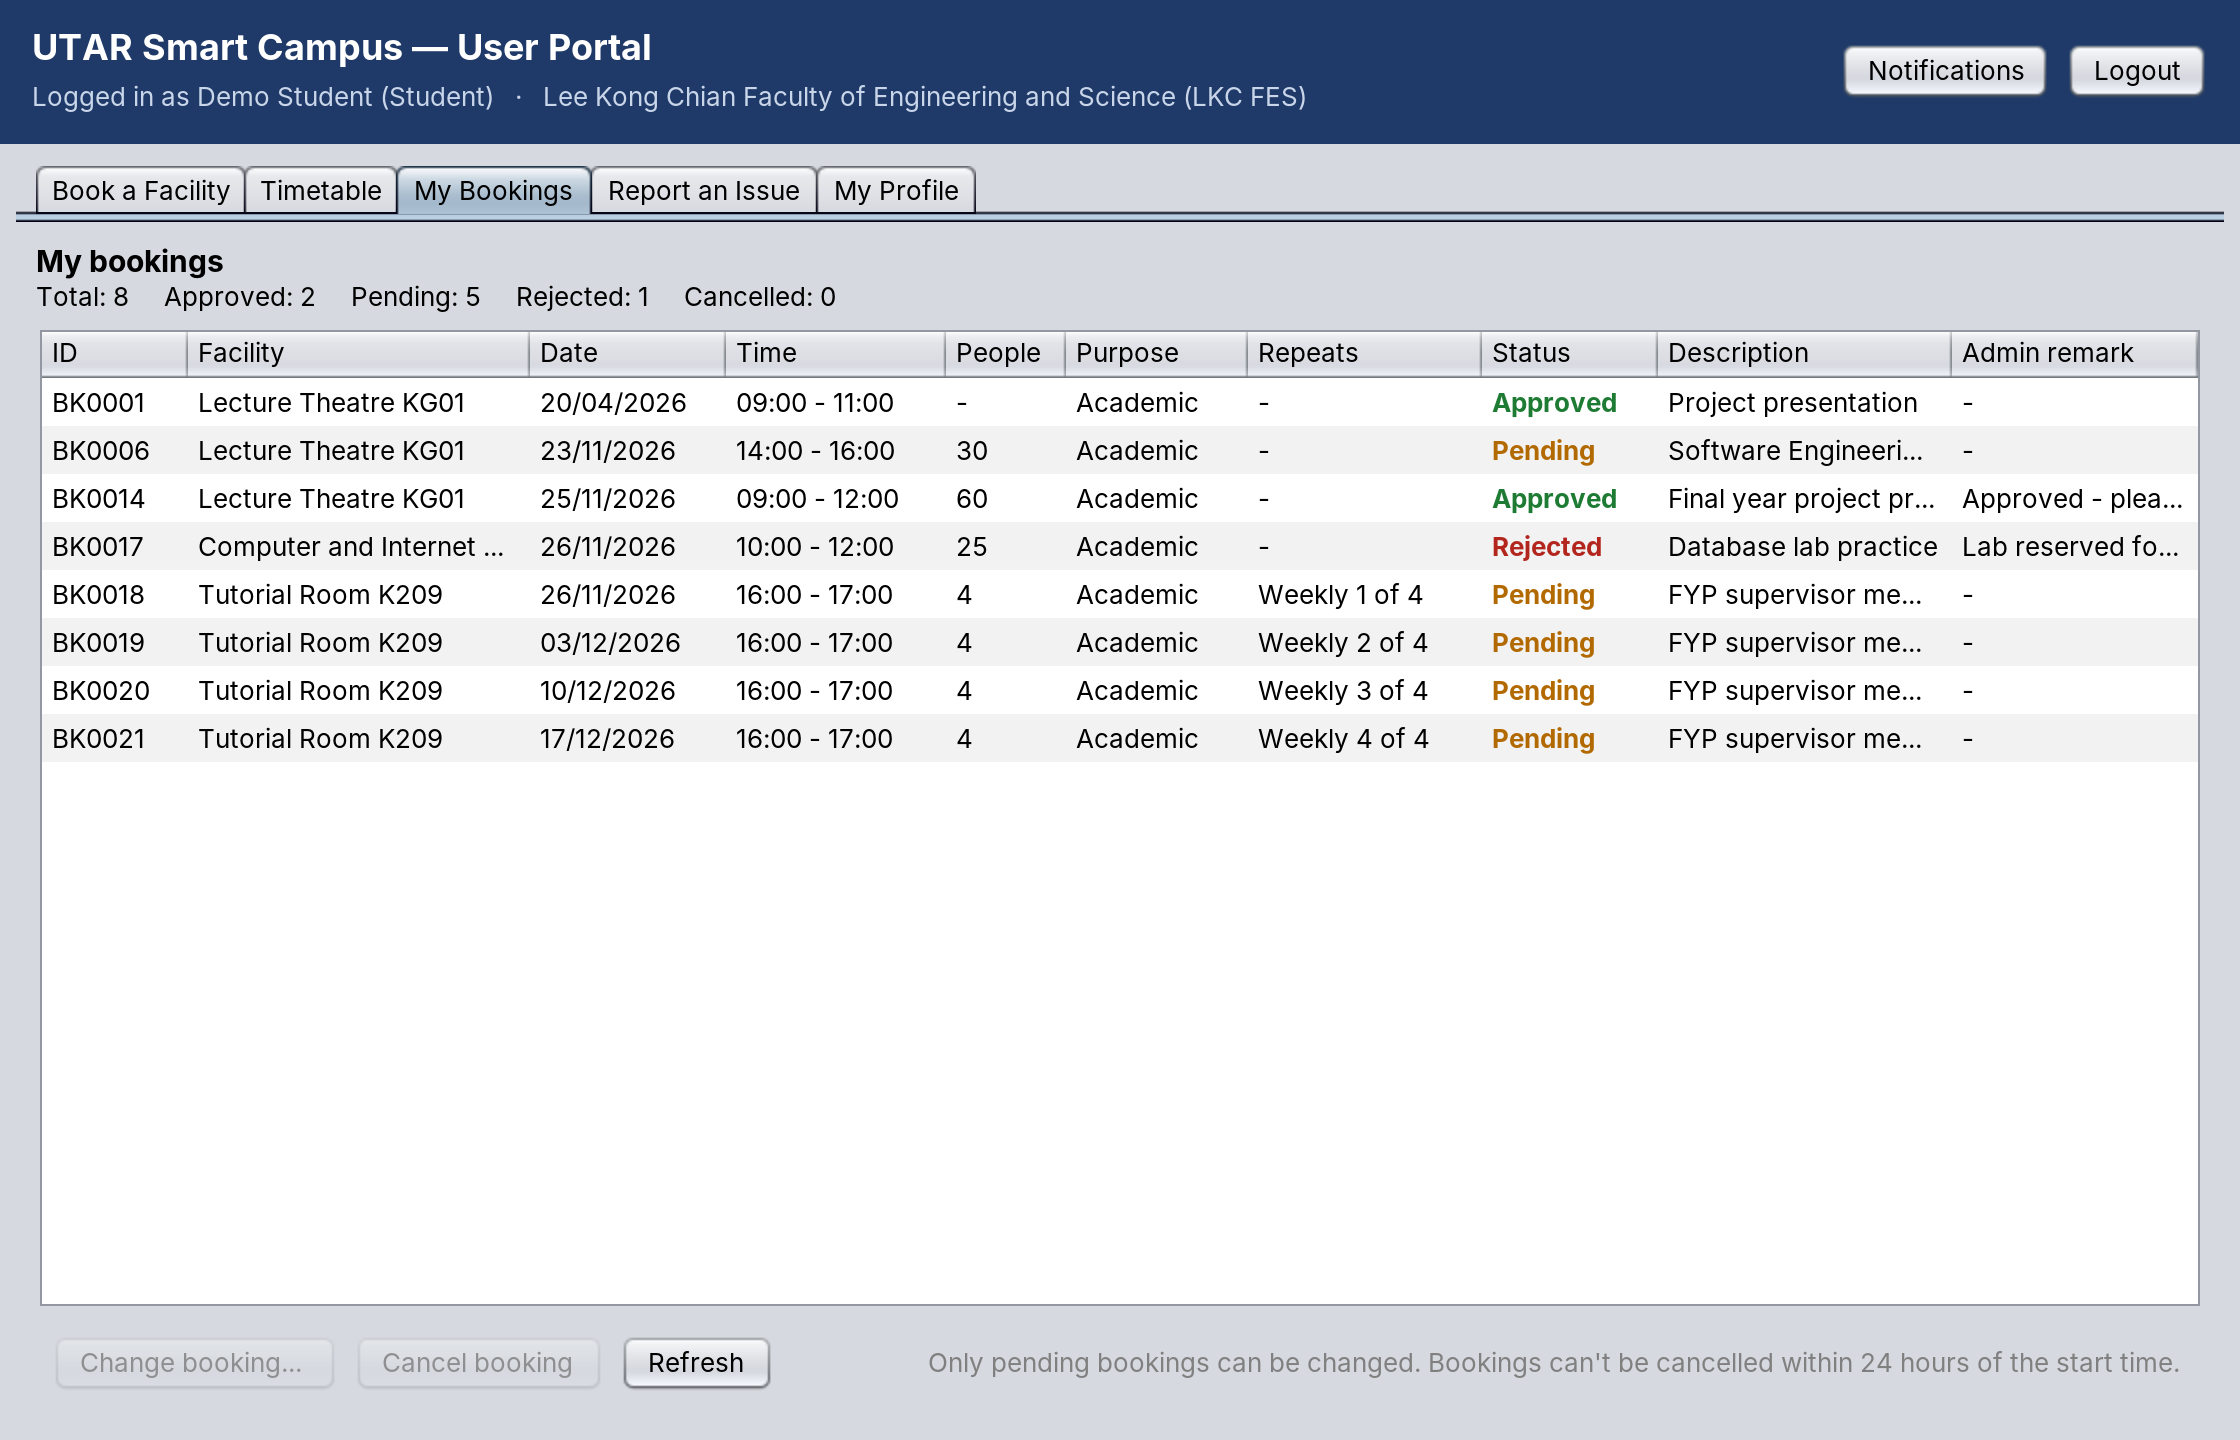 UTAR Smart Campus — User Portal
Logged in as Demo Student (Student) · Lee Kong Chian Faculty of Engineering and Science (LKC FES)
Notifications Logout
Book a Facility Timetable My Bookings Report an Issue My Profile
My bookings
Total: 8 Approved: 2 Pending: 5 Rejected: 1 Cancelled: 0
ID Facility Date Time People Purpose Repeats Status Description Admin remark
BK0001 Lecture Theatre KG01 20/04/2026 09:00 - 11:00 - Academic - Approved Project presentation -
BK0006 Lecture Theatre KG01 23/11/2026 14:00 - 16:00 30 Academic - Pending Software Engineeri... -
BK0014 Lecture Theatre KG01 25/11/2026 09:00 - 12:00 60 Academic - Approved Final year project pr... Approved - plea...
BK0017 Computer and Internet ... 26/11/2026 10:00 - 12:00 25 Academic - Rejected Database lab practice Lab reserved fo...
BK0018 Tutorial Room K209 26/11/2026 16:00 - 17:00 4 Academic Weekly 1 of 4 Pending FYP supervisor me... -
BK0019 Tutorial Room K209 03/12/2026 16:00 - 17:00 4 Academic Weekly 2 of 4 Pending FYP supervisor me... -
BK0020 Tutorial Room K209 10/12/2026 16:00 - 17:00 4 Academic Weekly 3 of 4 Pending FYP supervisor me... -
BK0021 Tutorial Room K209 17/12/2026 16:00 - 17:00 4 Academic Weekly 4 of 4 Pending FYP supervisor me... -
Change booking... Cancel booking Refresh Only pending bookings can be changed. Bookings can't be cancelled within 24 hours of the start time.